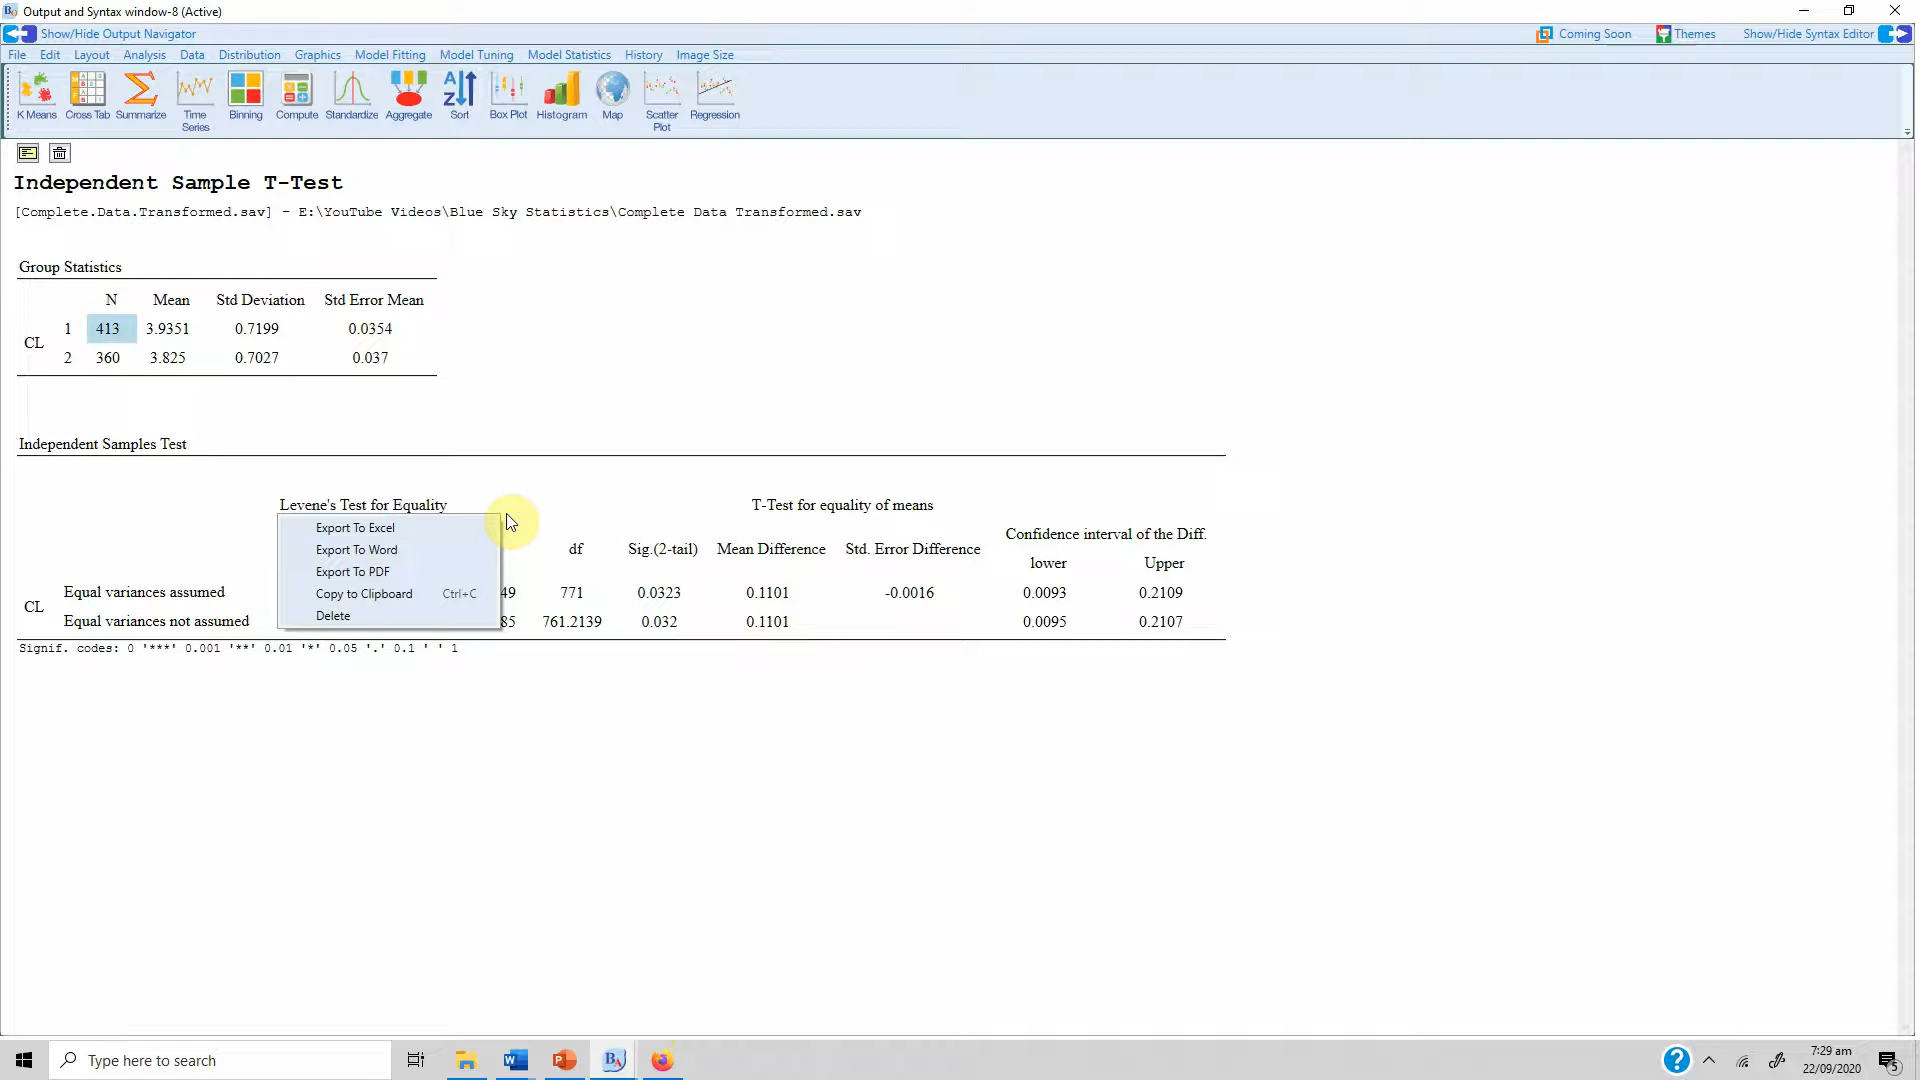 Output and Syntax window-8 (Active)
Show/Hide Output Navigator
Coming Soon
Themes
Show/Hide Syntax Editor
File Edit Layout Analysis Data Distribution Graphics Model Fitting Model Tuning Model Statistics History Image Size
K Means Cross Tab Summarize Time Series Binning Compute Standardize Aggregate Sort Box Plot Histogram Map Scatter Plot Regression
Independent Sample T-Test
[Complete.Data.Transformed.sav] - E:\YouTube Videos\Blue Sky Statistics\Complete Data Transformed.sav
Group Statistics
N Mean Std Deviation Std Error Mean
CL
1 413 3.9351 0.7199 0.0354
2 360 3.825 0.7027 0.037
Independent Samples Test
Levene's Test for Equality T-Test for equality of means
Confidence interval of the Diff.
df Sig.(2-tail) Mean Difference Std. Error Difference lower Upper
CL
Equal variances assumed 49 771 0.0323 0.1101 -0.0016 0.0093 0.2109
Equal variances not assumed 85 761.2139 0.032 0.1101 0.0095 0.2107
Signif. codes: 0 '***' 0.001 '**' 0.01 '*' 0.05 '.' 0.1 ' ' 1
Export To Excel
Export To Word
Export To PDF
Copy to Clipboard Ctrl+C
Delete
Type here to search
7:29 am
22/09/2020
5